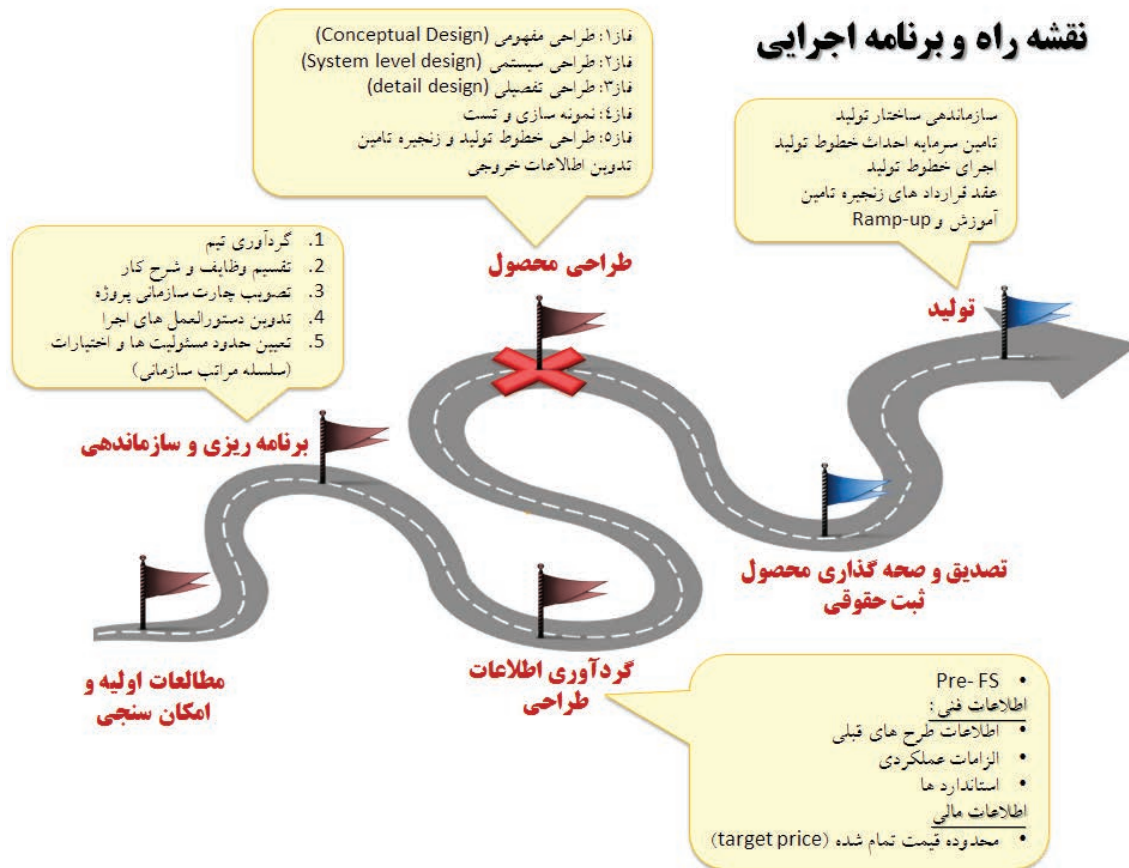 نقشه راه و برنامه اجرایی
فاز۱: طراحی مفهومی (Conceptual Design)
فاز۲: طراحی سیستمی (System level design)
فاز۳: طراحی تفصیلی (detail design)
فاز٤: نمونه سازی و تست
فاز٥: طراحی خطوط تولید و زنجیره تامین
تدوین اطلاعات خروجی
طراحی محصول
سازماندهی ساختار تولید
تامین سرمایه احداث خطوط تولید
اجرای خطوط تولید
عقد قرارداد های زنجیره تامین
آموزش و Ramp-up
تولید
1. گردآوری تیم
2. تقسیم وظایف و شرح کار
3. تصویب چارت سازمانی پروژه
4. تدوین دستورالعمل های اجرا
5. تعیین حدود مسئولیت ها و اختیارات
(سلسله مراتب سازمانی)
برنامه ریزی و سازماندهی
تصدیق و صحه گذاری محصول
ثبت حقوقی
مطالعات اولیه و
امکان سنجی
گردآوری اطلاعات
طراحی
• Pre- FS
اطلاعات فنی :
• اطلاعات طرح های قبلی
• الزامات عملکردی
• استاندارد ها
اطلاعات مالی
• محدوده قیمت تمام شده (target price)